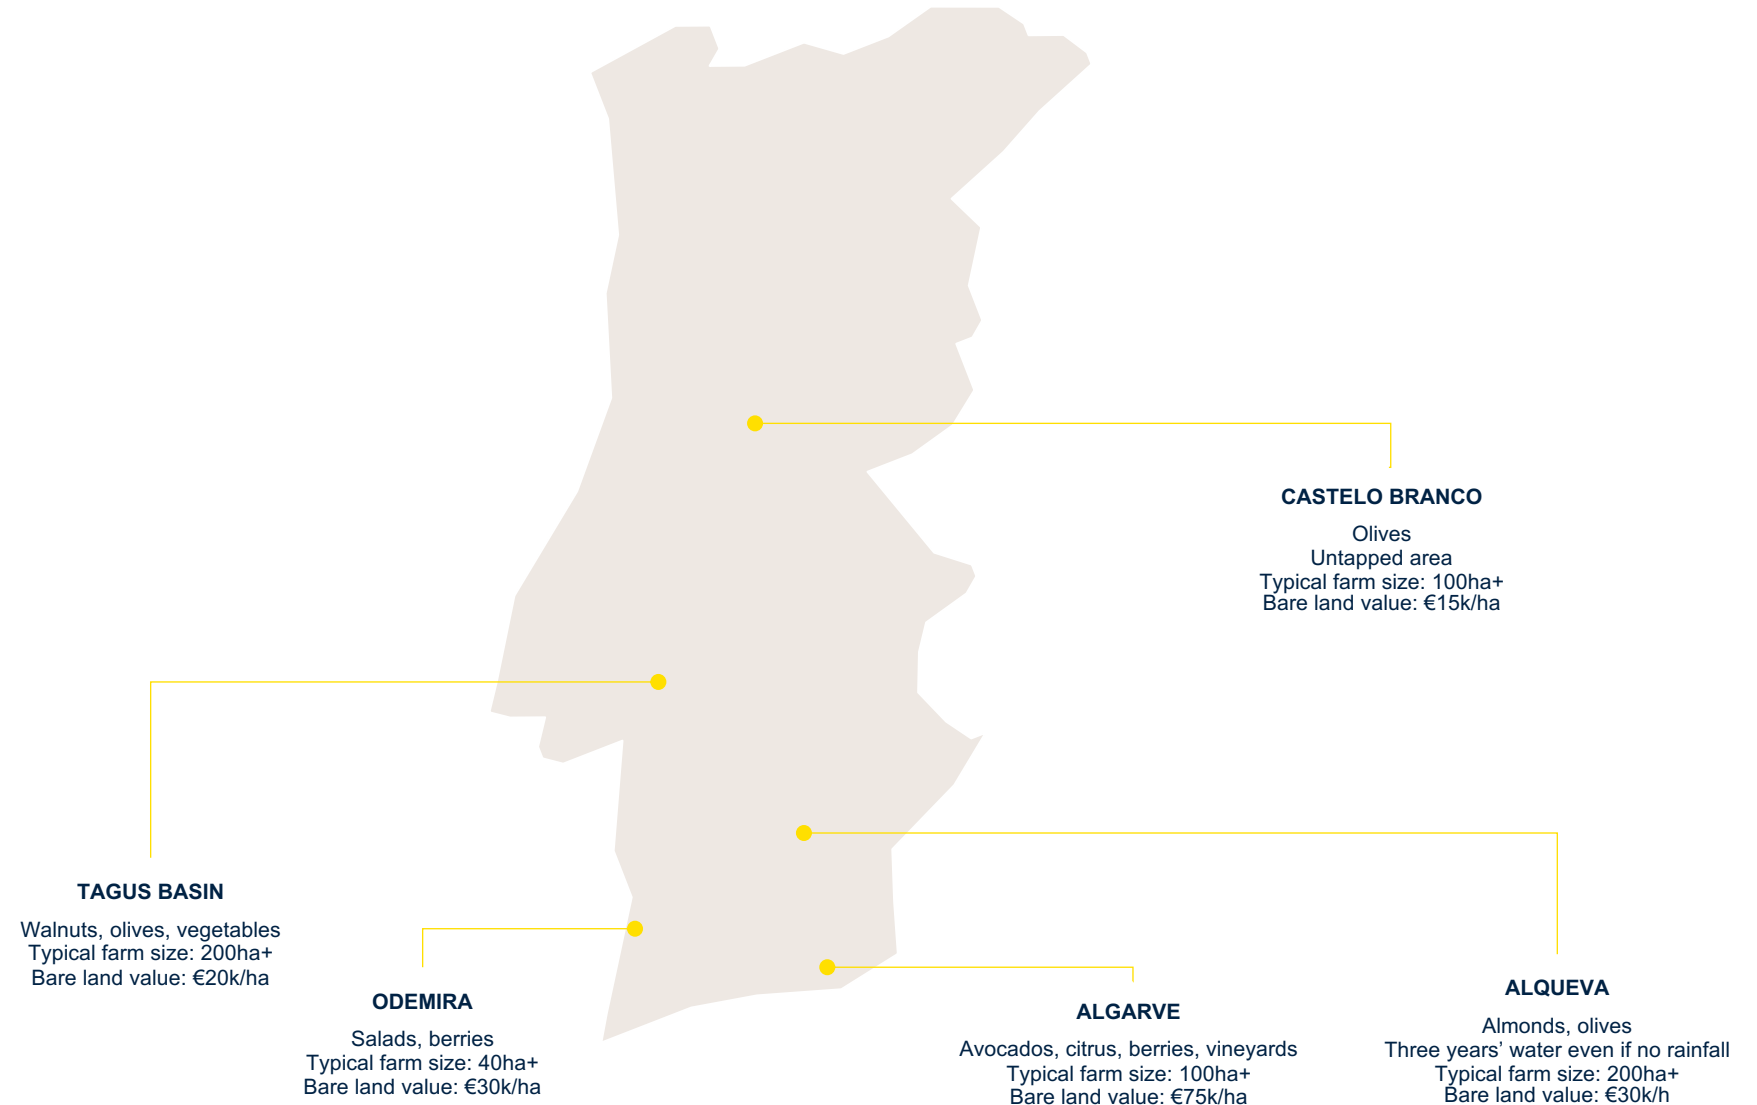 CASTELO BRANCO
Olives
Untapped area
Typical farm size: 100ha+
Bare land value: €15k/ha
TAGUS BASIN
Walnuts, olives, vegetables
Typical farm size: 200ha+
Bare land value: €20k/ha
ODEMIRA
Salads, berries
Typical farm size: 40ha+
Bare land value: €30k/ha
ALGARVE
Avocados, citrus, berries, vineyards
Typical farm size: 100ha+
Bare land value: €75k/ha
ALQUEVA
Almonds, olives
Three years’ water even if no rainfall
Typical farm size: 200ha+
Bare land value: €30k/h